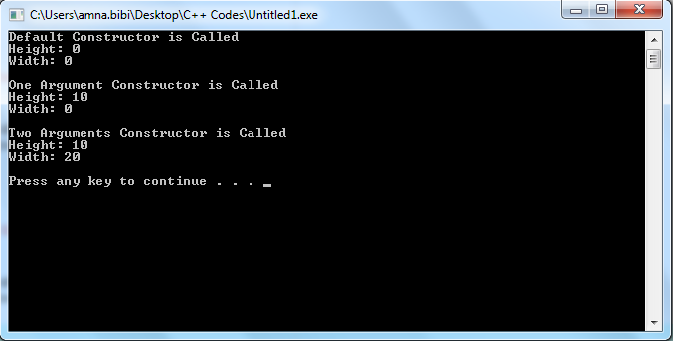 C:\Users\amna.bibi\Desktop\C++ Codes\Untitled1.exe
Default Constructor is Called
Height: 0
Width: 0
One Argument Constructor is Called
Height: 10
Width: 0
Two Arguments Constructor is Called
Height: 10
Width: 20
Press any key to continue . . . _